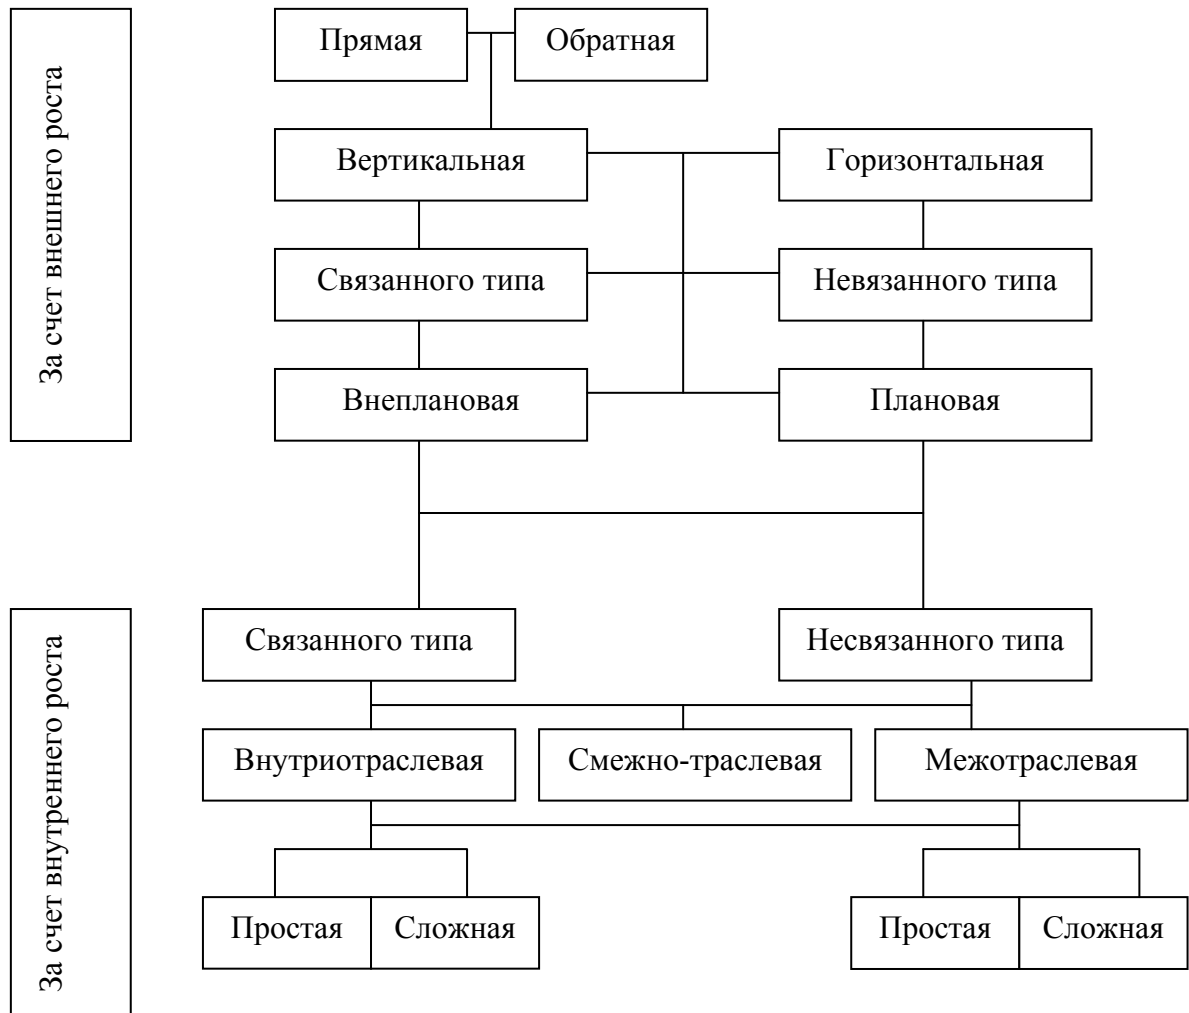 За счет внешнего роста
Прямая
Обратная
Вертикальная
Горизонтальная
Связанного типа
Невязанного типа
Внеплановая
Плановая
За счет внутреннего роста
Связанного типа
Несвязанного типа
Внутриотраслевая
Смежно-траслевая
Межотраслевая
Простая
Сложная
Простая
Сложная